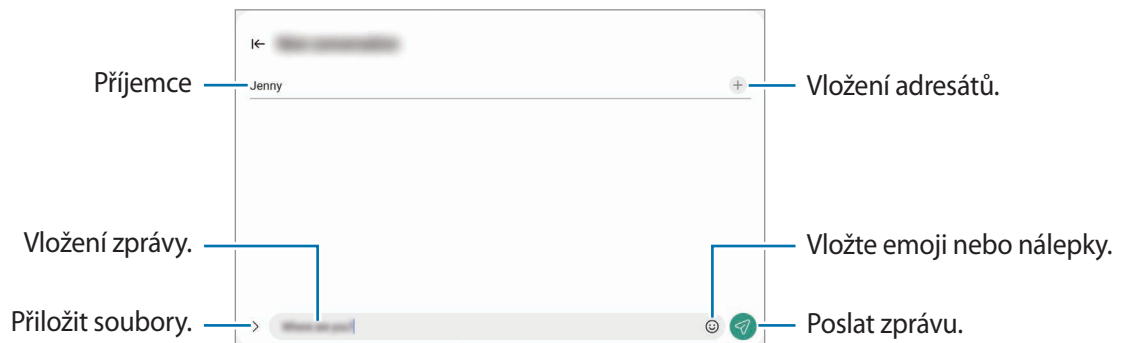 Příjemce
Jenny
Vložení adresátů.
Vložení zprávy.
Vložte emoji nebo nálepky.
Přiložit soubory.
Poslat zprávu.